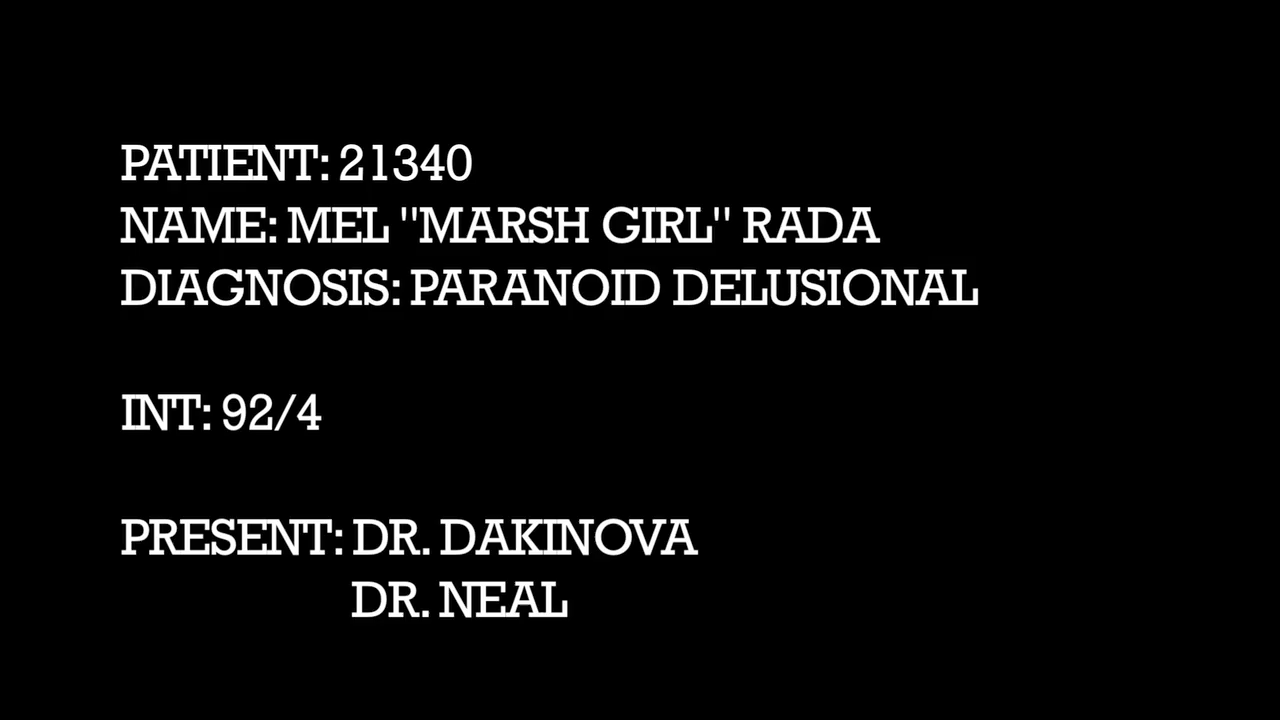 PATIENT: 21340
NAME: MEL "MARSH GIRL" RADA
DIAGNOSIS: PARANOID DELUSIONAL
INT: 92/4
PRESENT: DR. DAKINOVA
DR. NEAL